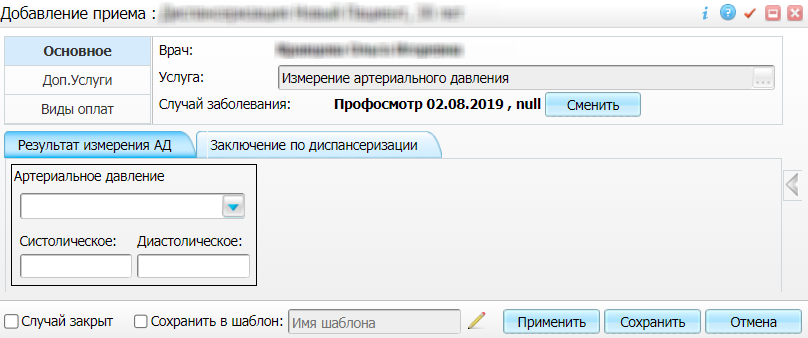 Добавление приема :
Основное
Доп.Услуги
Виды оплат
Врач:
Услуга: Измерение артериального давления ...
Случай заболевания: Профосмотр 02.08.2019 , null Сменить
Результат измерения АД Заключение по диспансеризации
Артериальное давление
Систолическое: Диастолическое:
Случай закрыт Сохранить в шаблон: Имя шаблона Применить Сохранить Отмена